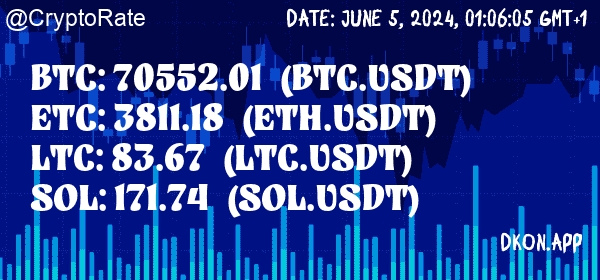 @CryptoRate
DATE: JUNE 5, 2024, 01:06:05 GMT+1
BTC: 70552.01 (BTC.USDT)
ETC: 3811.18 (ETH.USDT)
LTC: 83.67 (LTC.USDT)
SOL: 171.74 (SOL.USDT)
DKON.APP